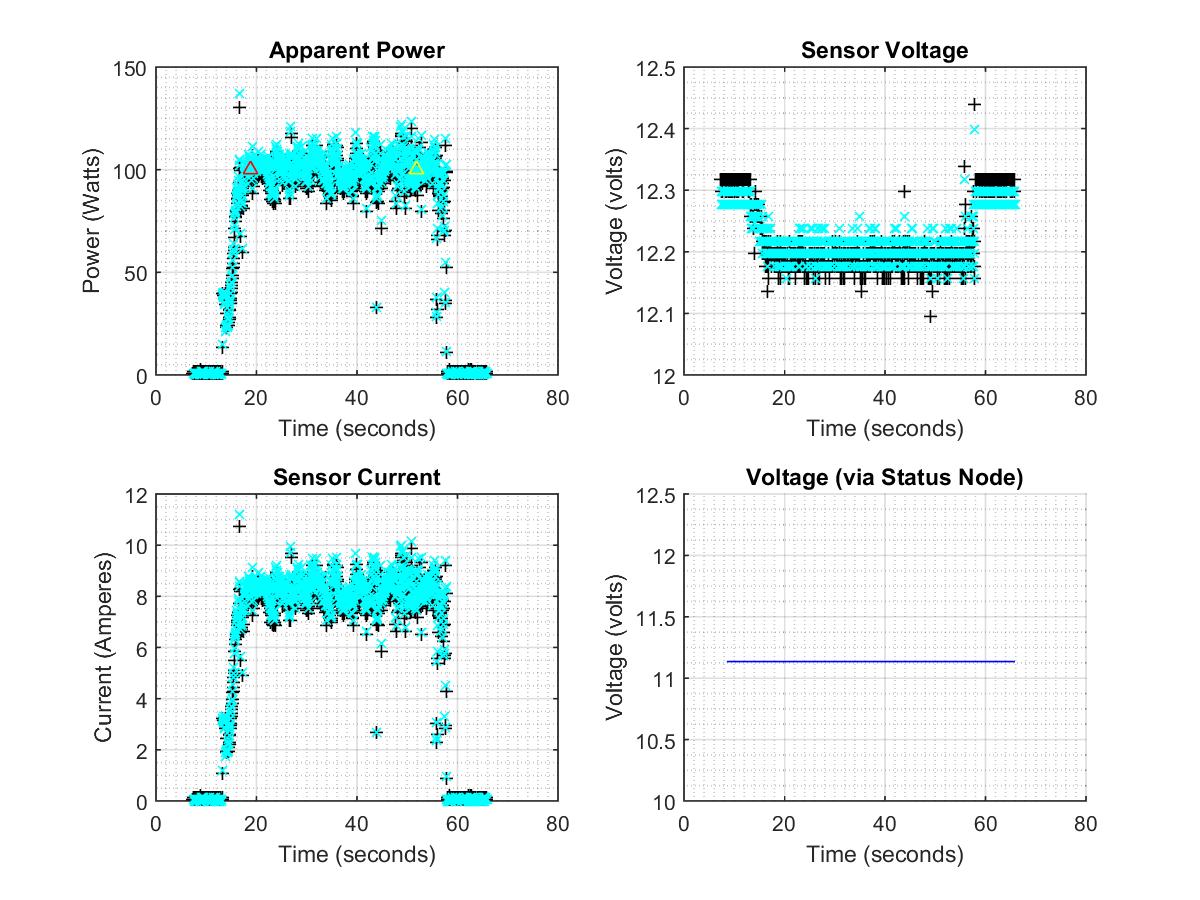 Apparent Power
150
100
50
0
0 20 40 60 80
Power (Watts)
Time (seconds)
Sensor Voltage
12.5
12.4
12.3
12.2
12.1
12
0 20 40 60 80
Voltage (volts)
Time (seconds)
Sensor Current
12
10
8
6
4
2
0
0 20 40 60 80
Current (Amperes)
Time (seconds)
Voltage (via Status Node)
12.5
12
11.5
11
10.5
10
0 20 40 60 80
Voltage (volts)
Time (seconds)